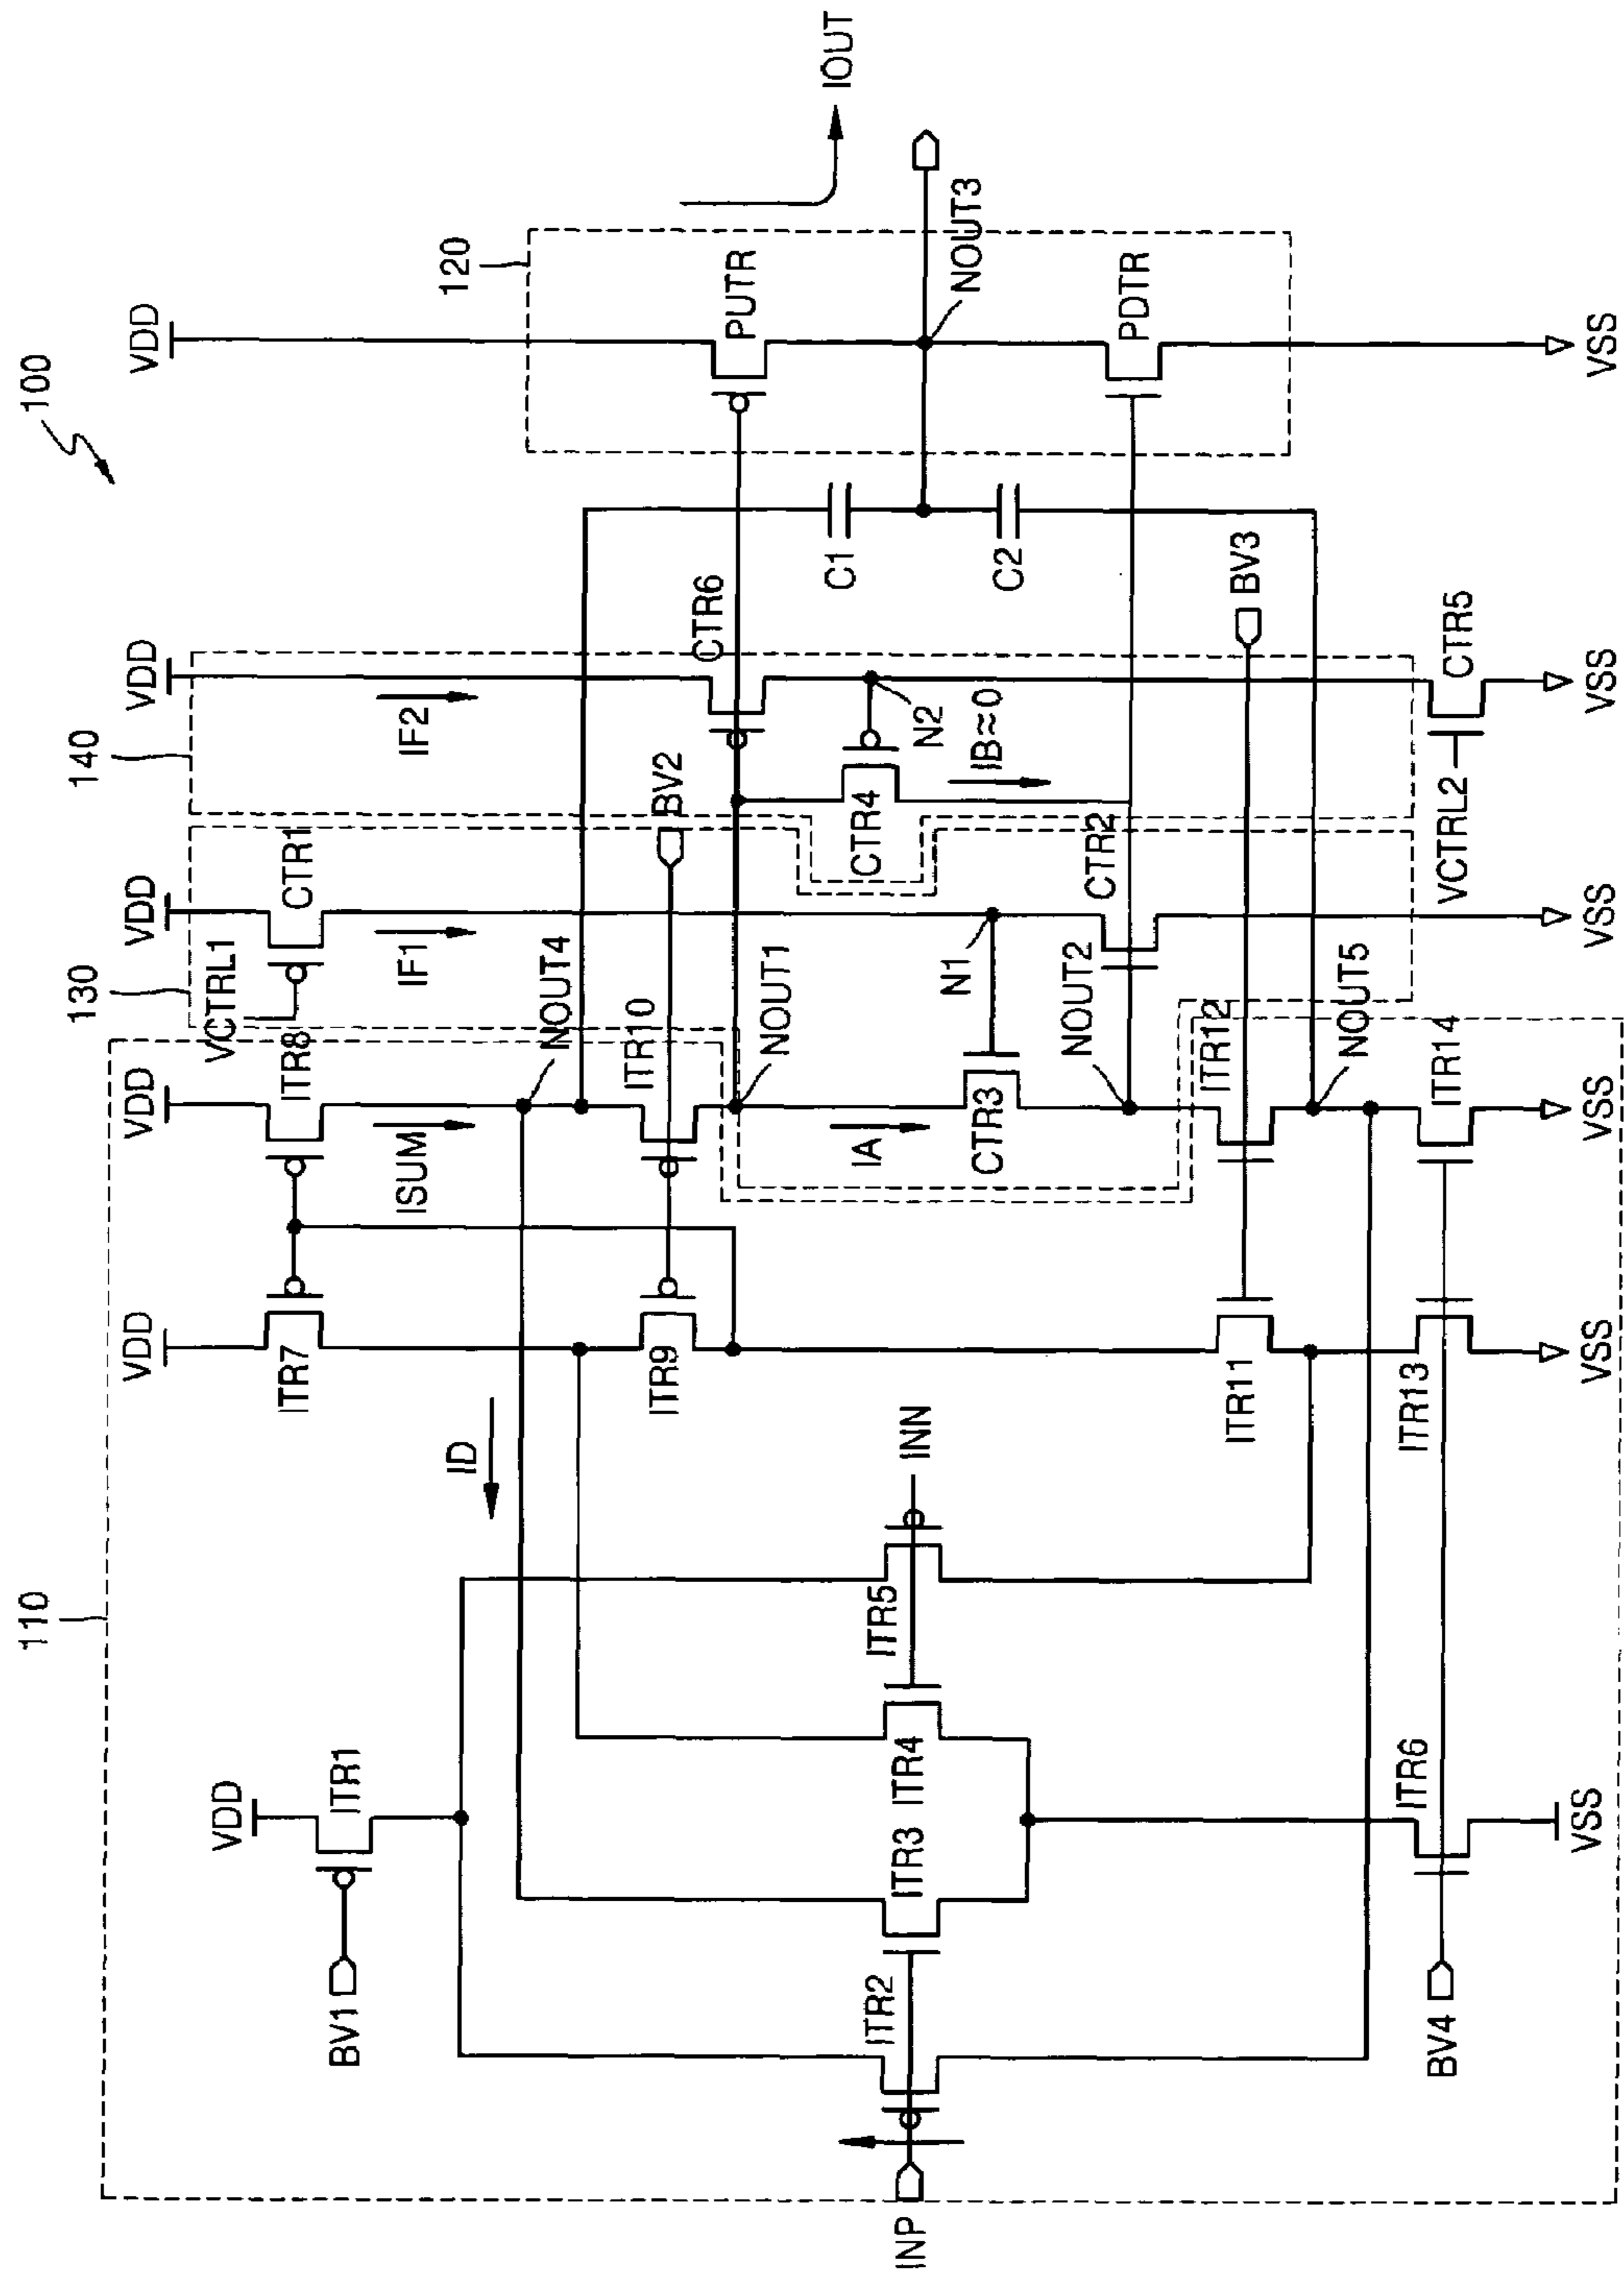 100
110
VDD
BV1
ITR1
INP
ITR2
ITR3
ITR4
ITR5
INN
ID
BV4
ITR6
VSS
VDD
ITR7
ITR9
ITR11
ITR13
VSS
VDD
ITR8
ISUM
NOUT4
ITR10
NOUT1
IA
CTR3
NOUT2
ITR12
NOUT5
ITR14
VSS
130
VCTRL1
VDD
CTR1
IF1
N1
CTR2
VSS
BV2
140
VDD
IF2
CTR6
CTR4
N2
IB≈0
BV3
VCTRL2
CTR5
VSS
C1
C2
120
VDD
PUTR
NOUT3
PDTR
VSS
IOUT